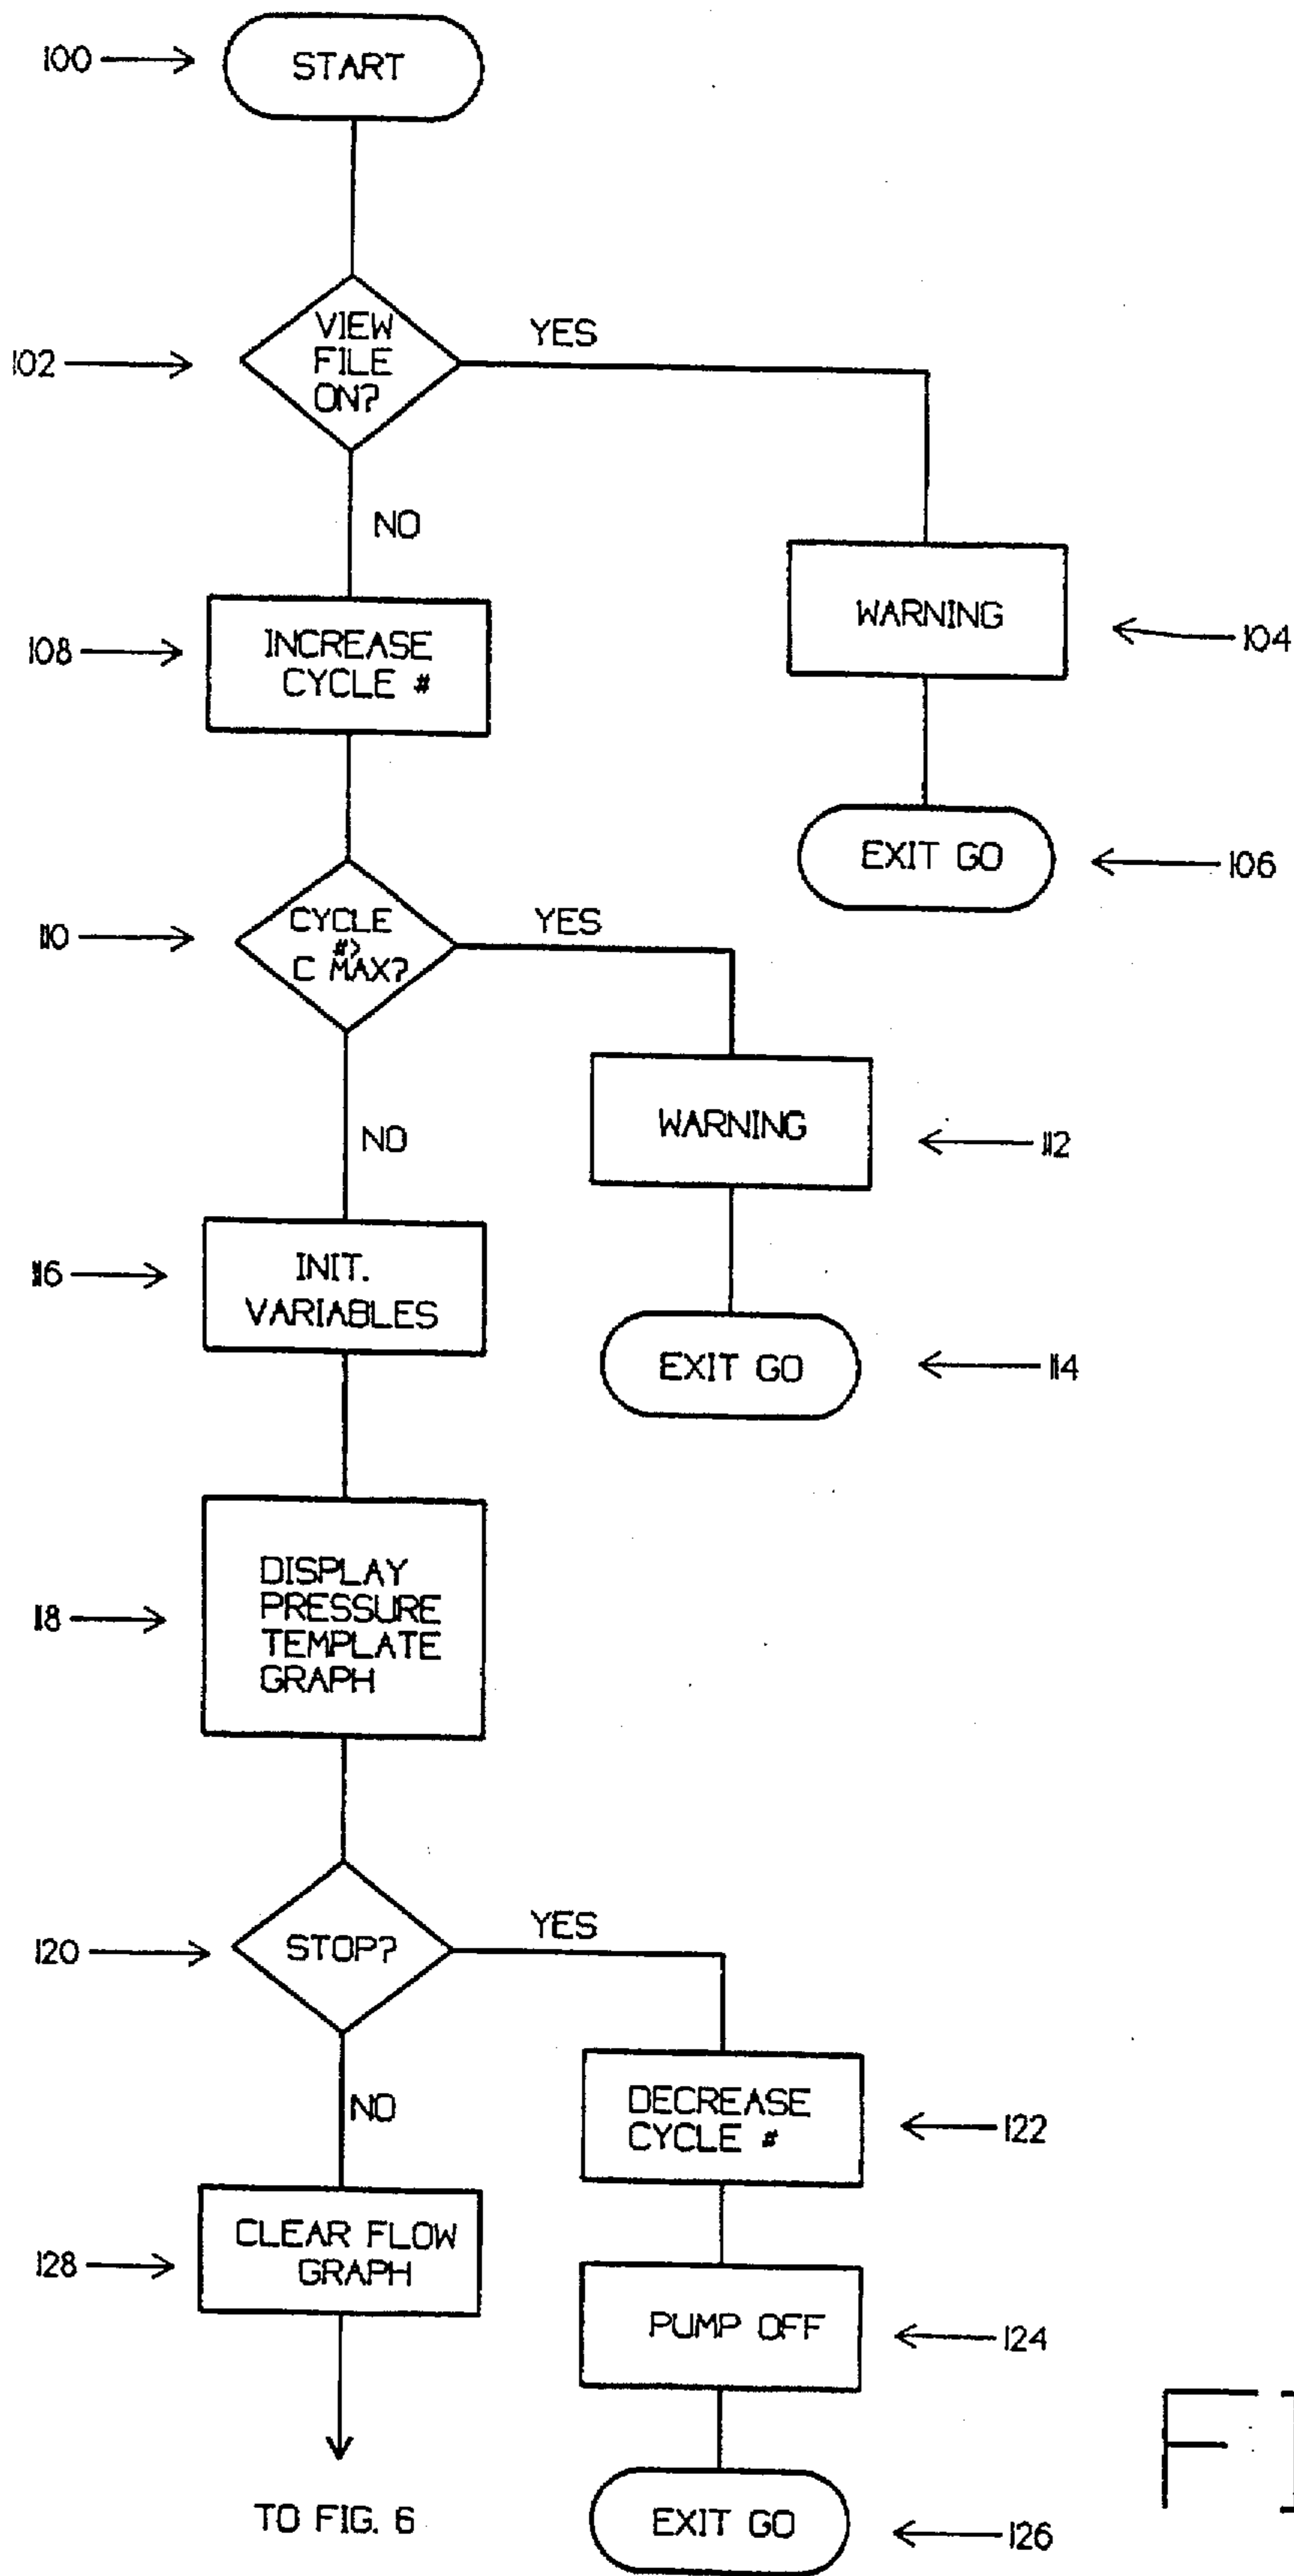 100
START
102
VIEW
FILE
ON?
YES
NO
108
INCREASE
CYCLE #
WARNING
104
EXIT GO
106
110
CYCLE
#>
C MAX?
YES
NO
WARNING
112
116
INIT.
VARIABLES
EXIT GO
114
118
DISPLAY
PRESSURE
TEMPLATE
GRAPH
120
STOP?
YES
NO
DECREASE
CYCLE #
122
128
CLEAR FLOW
GRAPH
PUMP OFF
124
TO FIG. 6
EXIT GO
126